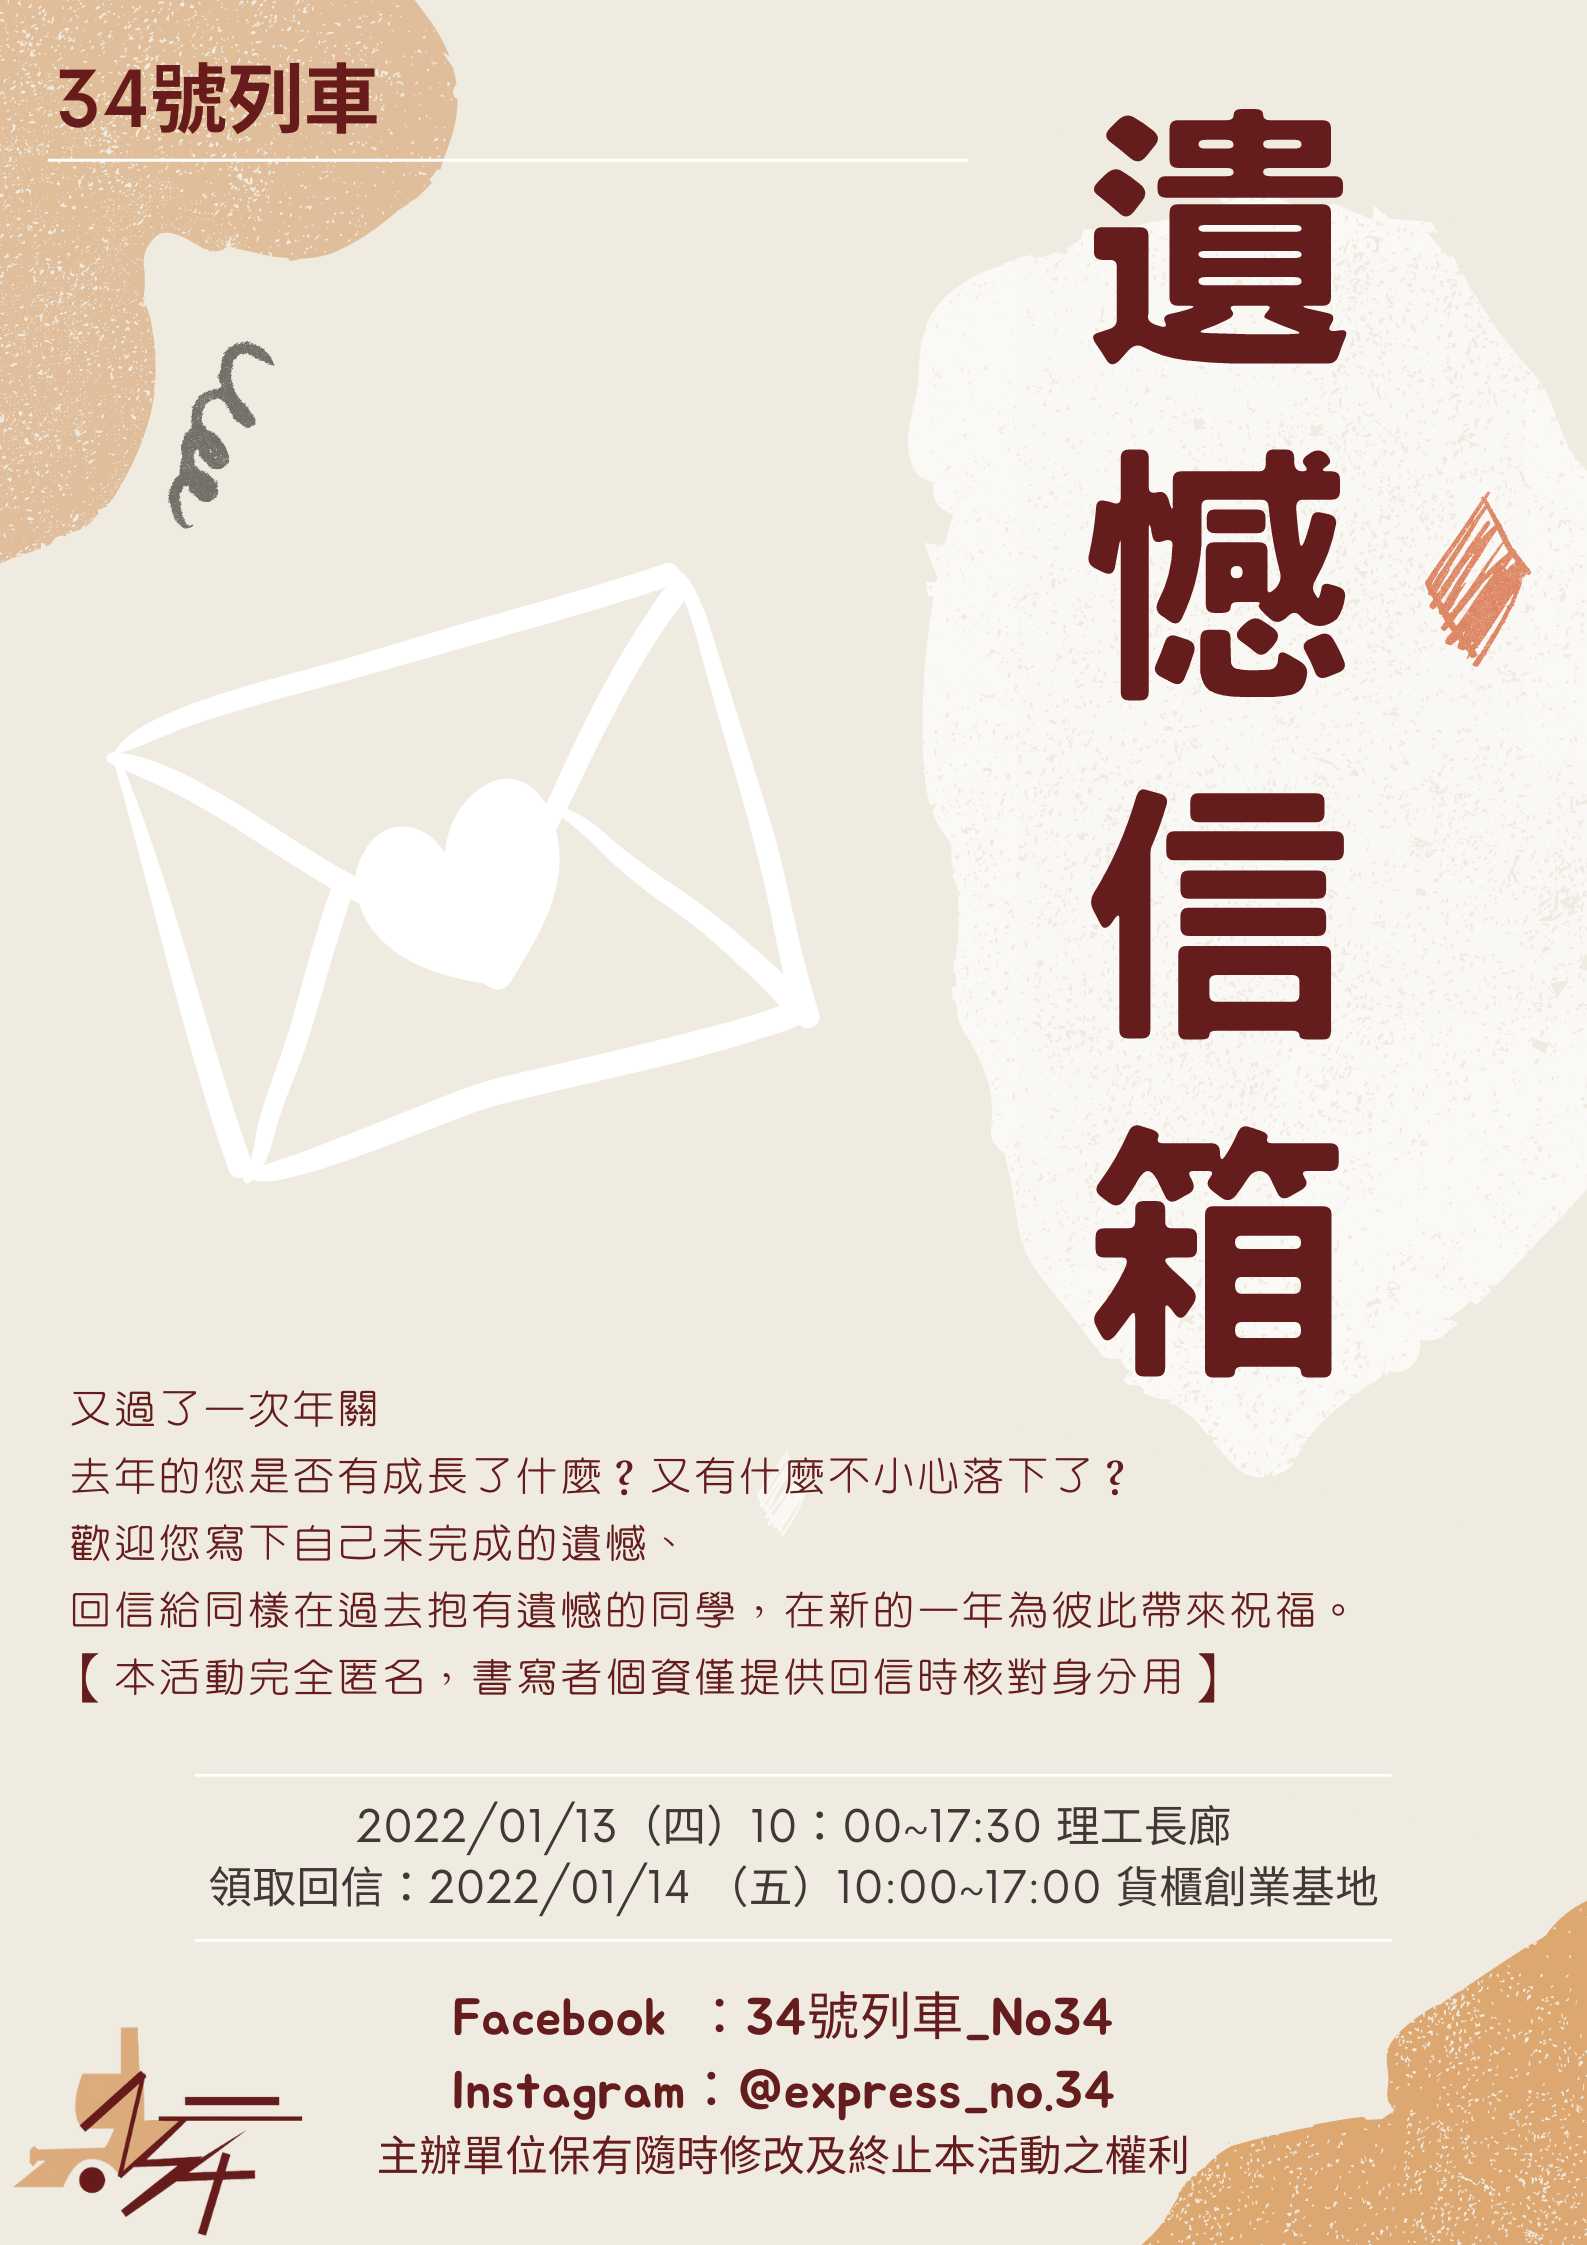 34號列車
遺憾信箱
又過了一次年關
去年的您是否有成長了什麼？又有什麼不小心落下了？
歡迎您寫下自己未完成的遺憾、
回信給同樣在過去抱有遺憾的同學，在新的一年為彼此帶來祝福。
【本活動完全匿名，書寫者個資僅提供回信時核對身分用】
2022/01/13（四）10：00~17:30 理工長廊
領取回信：2022/01/14 （五）10:00~17:00 貨櫃創業基地
Facebook ：34號列車_No34
Instagram：@express_no.34
主辦單位保有隨時修改及終止本活動之權利
34